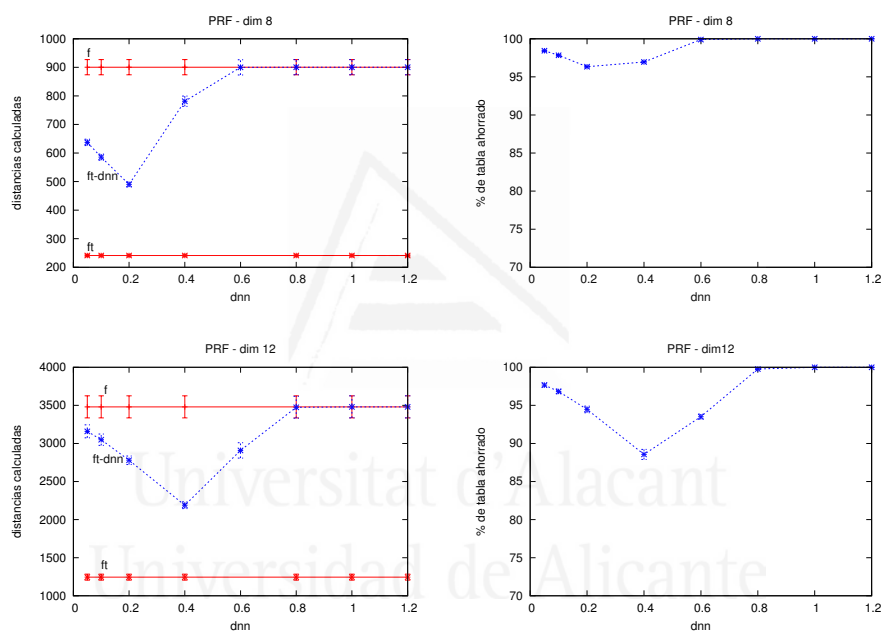 PRF - dim 8
1000
900
800
700
600
500
400
300
200
0
0.2
0.4
0.6
0.8
1
1.2
distancias calculadas
dnn
f
ft-dnn
ft
PRF - dim 8
100
95
90
85
80
75
70
0
0.2
0.4
0.6
0.8
1
1.2
% de tabla ahorrado
dnn
PRF - dim 12
4000
3500
3000
2500
2000
1500
1000
0
0.2
0.4
0.6
0.8
1
1.2
distancias calculadas
dnn
f
ft-dnn
ft
PRF - dim12
100
95
90
85
80
75
70
0
0.2
0.4
0.6
0.8
1
1.2
% de tabla ahorrado
dnn
Universitat d'Alacant
Universidad de Alicante